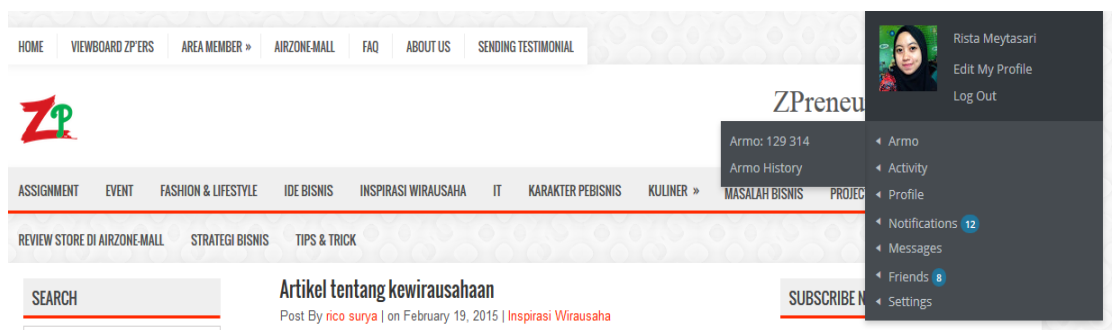 HOME VIEWBOARD ZP'ERS AREA MEMBER » AIRZONE-MALL FAQ ABOUT US SENDING TESTIMONIAL
Rista Meytasari
Edit My Profile
Log Out
ZP
ZPreneu
Armo: 129 314
Armo History
Armo
Activity
Profile
Notifications 12
Messages
Friends 8
Settings
ASSIGNMENT EVENT FASHION & LIFESTYLE IDE BISNIS INSPIRASI WIRAUSAHA IT KARAKTER PEBISNIS KULINER » MASALAH BISNIS PROJEC
REVIEW STORE DI AIRZONE-MALL STRATEGI BISNIS TIPS & TRICK
SEARCH
Artikel tentang kewirausahaan
Post By rico surya | on February 19, 2015 | Inspirasi Wirausaha
SUBSCRIBE N